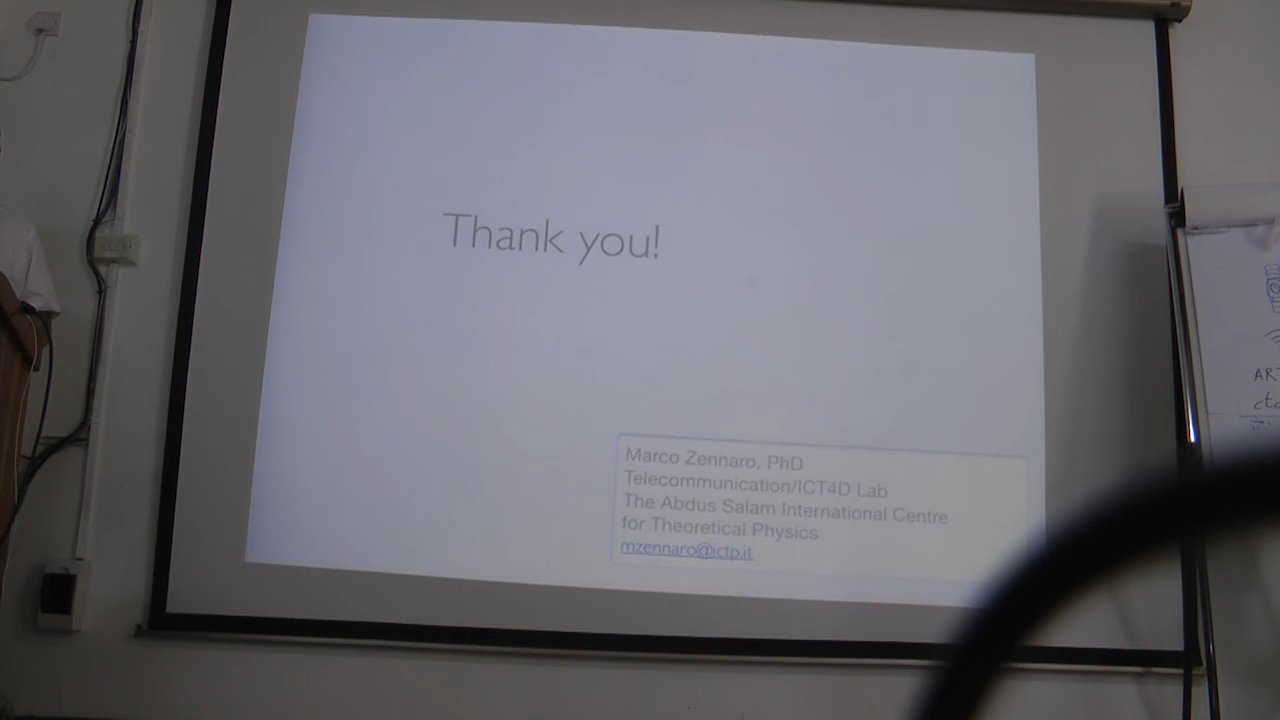 Thank you!
Marco Zennaro, PhD
Telecommunication/ICT4D Lab
The Abdus Salam International Centre
for Theoretical Physics
mzennaro@ictp.it